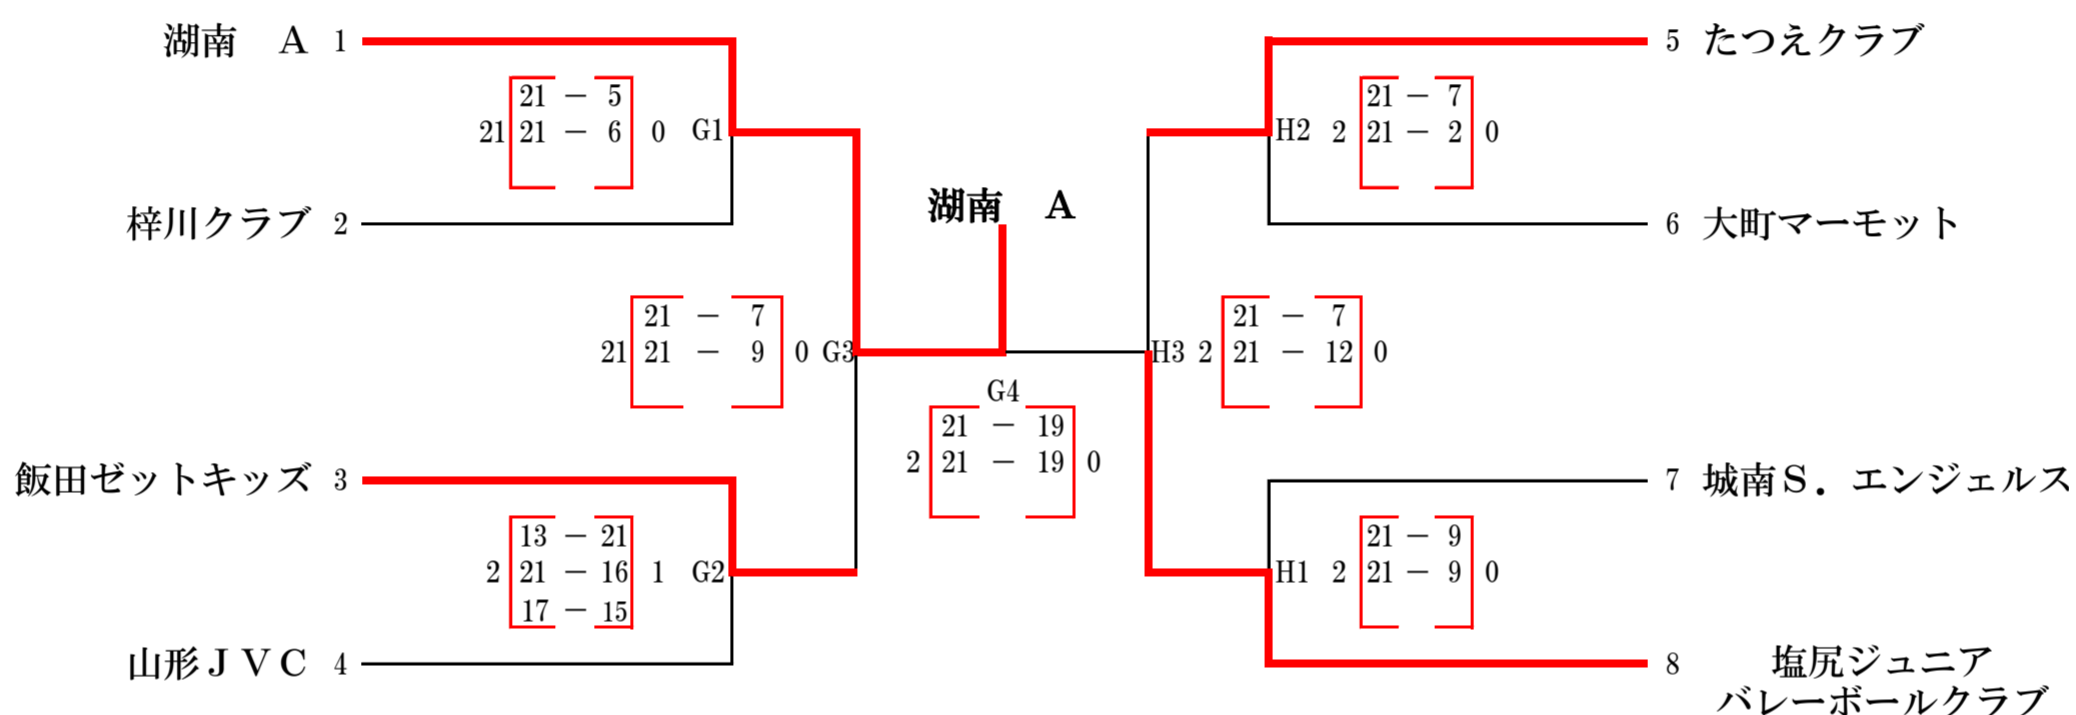 湖南　A 1
5 たつえクラブ
21 － 5
21 21 － 6 0 G1
21 － 7
H2 2 21 － 2 0
梓川クラブ 2
湖南　A
6 大町マーモット
21 － 7
21 21 － 9 0 G3
21 － 7
H3 2 21 － 12 0
G4
21 － 19
2 21 － 19 0
飯田ゼットキッズ 3
7 城南S．エンジェルス
13 － 21
2 21 － 16 1 G2
17 － 15
21 － 9
H1 2 21 － 9 0
山形ＪＶＣ 4
8 塩尻ジュニア
バレーボールクラブ